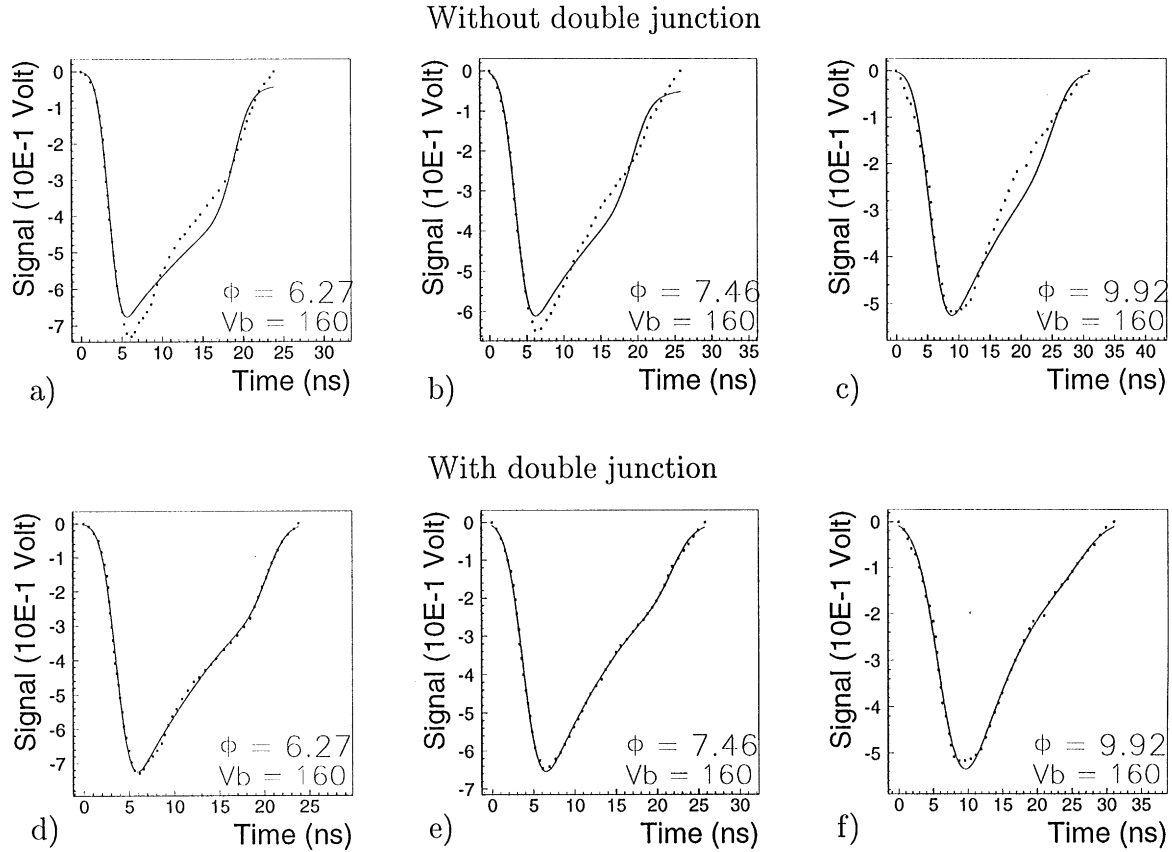 Without double junction
Signal (10E-1 Volt)
0
-1
-2
-3
-4
-5
-6
-7
ϕ = 6.27
Vb = 160
0 5 10 15 20 25 30
Time (ns)
a)
Signal (10E-1 Volt)
0
-1
-2
-3
-4
-5
-6
ϕ = 7.46
Vb = 160
0 5 10 15 20 25 30 35
Time (ns)
b)
Signal (10E-1 Volt)
0
-1
-2
-3
-4
-5
ϕ = 9.92
Vb = 160
0 5 10 15 20 25 30 35 40
Time (ns)
c)
With double junction
Signal (10E-1 Volt)
0
-1
-2
-3
-4
-5
-6
-7
ϕ = 6.27
Vb = 160
0 5 10 15 20 25
Time (ns)
d)
Signal (10E-1 Volt)
0
-1
-2
-3
-4
-5
-6
-7
ϕ = 7.46
Vb = 160
0 5 10 15 20 25 30
Time (ns)
e)
Signal (10E-1 Volt)
0
-1
-2
-3
-4
-5
ϕ = 9.92
Vb = 160
0 5 10 15 20 25 30 35
Time (ns)
f)